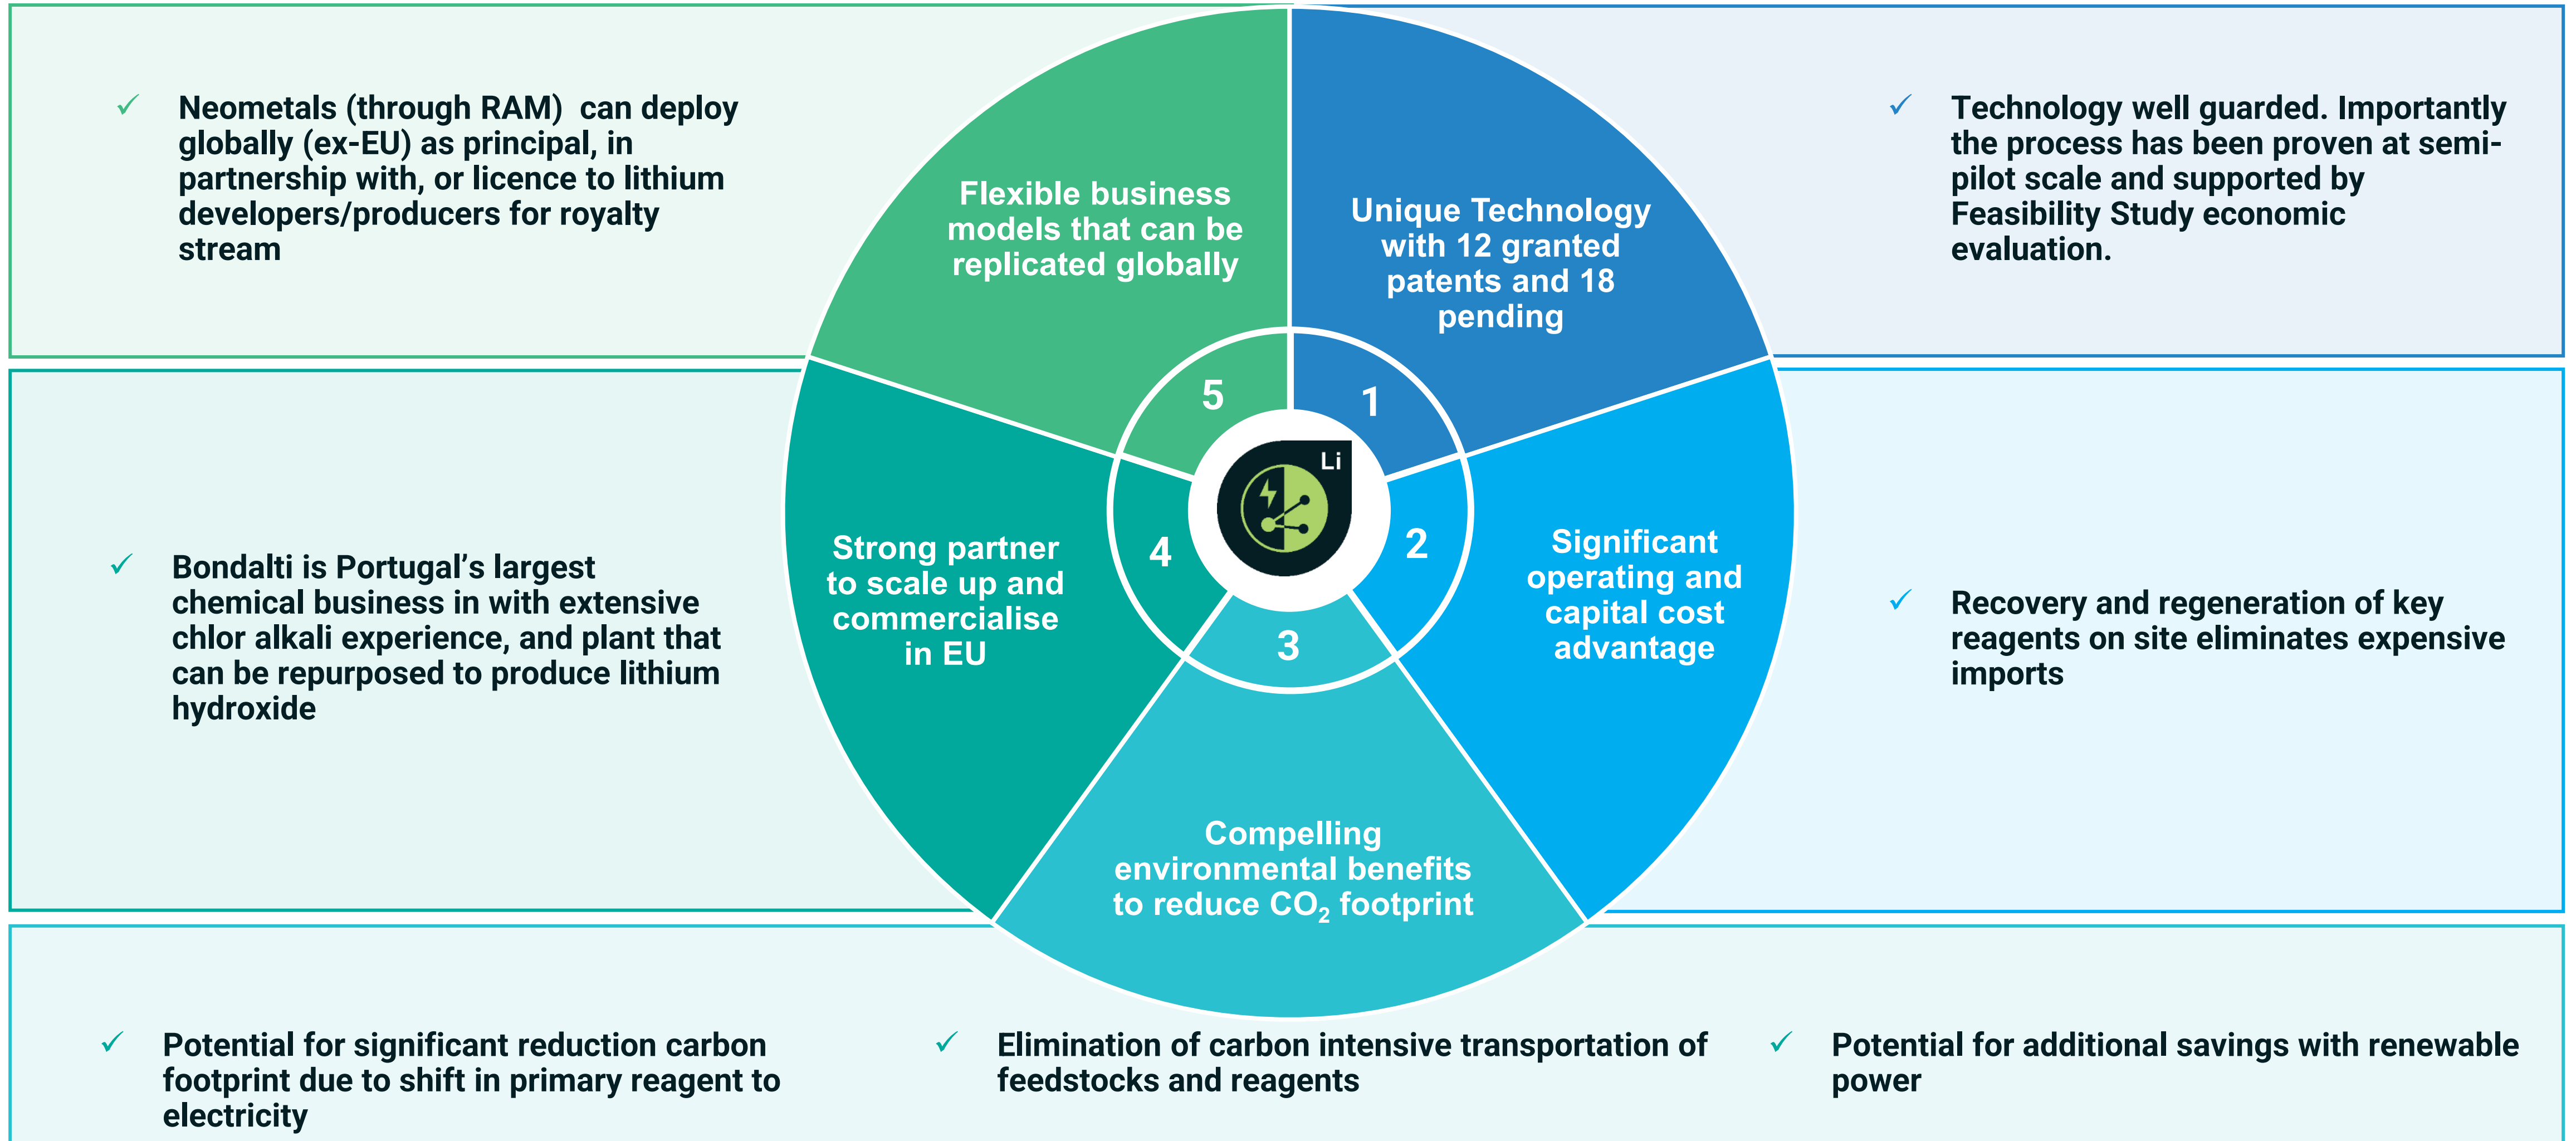 Neometals (through RAM)  can deploy
globally (ex-EU) as principal, in
partnership with, or licence to lithium
developers/producers for royalty
stream
Flexible business
models that can be
replicated globally
5
Unique Technology
with 12 granted
patents and 18
pending
1
Technology well guarded. Importantly
the process has been proven at semi-
pilot scale and supported by
Feasibility Study economic
evaluation.
Li
Bondalti is Portugal’s largest
chemical business in with extensive
chlor alkali experience, and plant that
can be repurposed to produce lithium
hydroxide
Strong partner
to scale up and
commercialise
in EU
4
2
Significant
operating and
capital cost
advantage
Recovery and regeneration of key
reagents on site eliminates expensive
imports
3
Compelling
environmental benefits
to reduce CO₂ footprint
Potential for significant reduction carbon
footprint due to shift in primary reagent to
electricity
Elimination of carbon intensive transportation of
feedstocks and reagents
Potential for additional savings with renewable
power